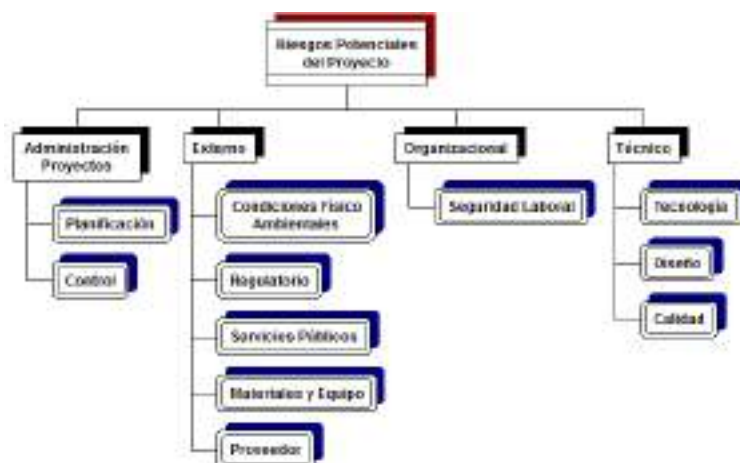 Riesgos Potenciales
del Proyecto
Administración
Proyectos
Externo
Organizacional
Técnico
Planificación
Control
Condiciones Físico
Ambientales
Regulatorio
Servicios Públicos
Materiales y Equipo
Proveedor
Seguridad Laboral
Tecnología
Diseño
Calidad